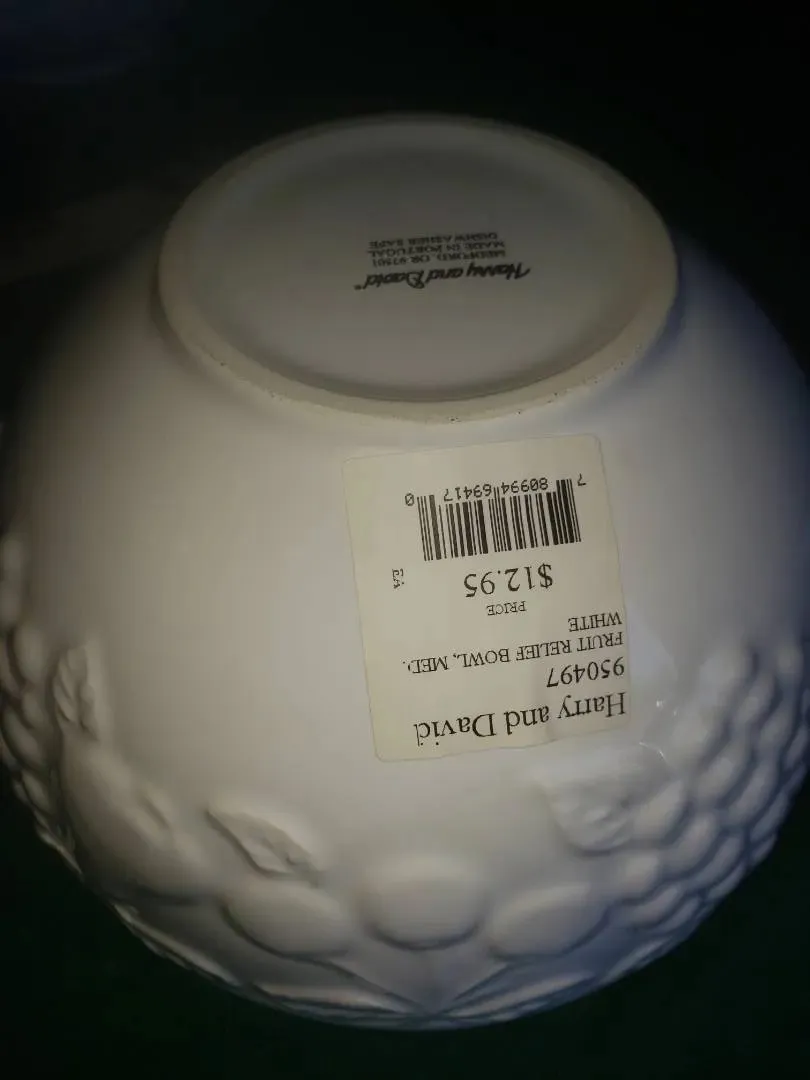 Harry and David®
MEDFORD, OR 97501
MADE IN PORTUGAL
DISHWASHER SAFE
Harry and David
950497
FRUIT RELIEF BOWL, MED.
WHITE
PRICE
$12.95
7 80994 69417 0